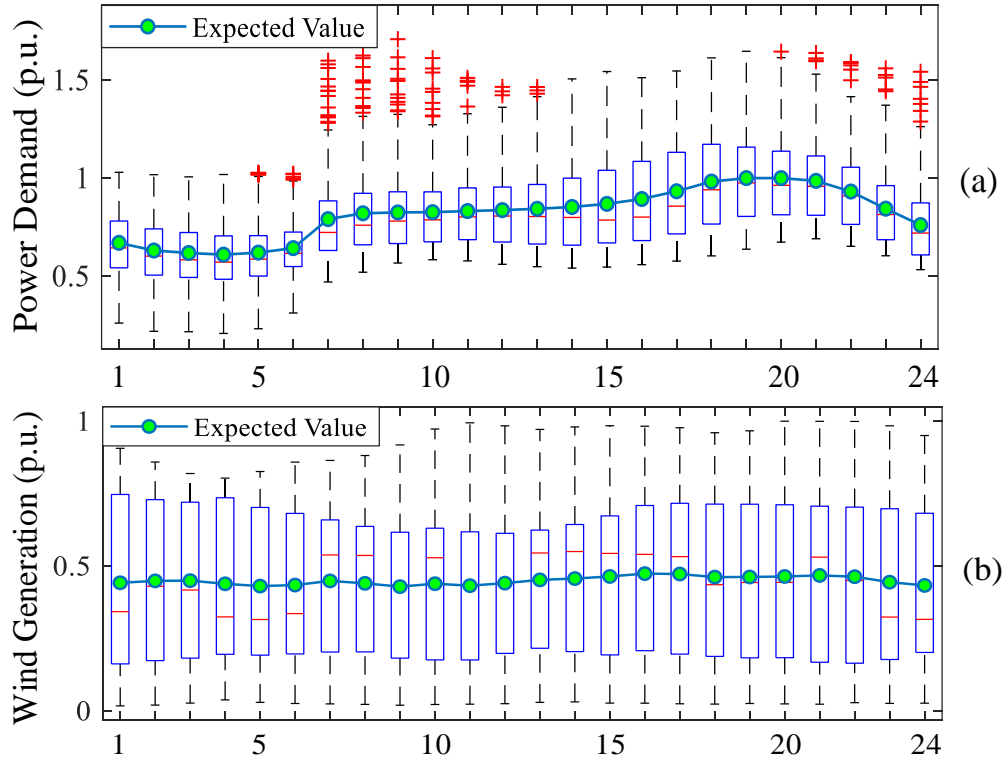 Expected Value
Power Demand (p.u.)
1.5
1
0.5
(a)
1 5 10 15 20 24
Expected Value
Wind Generation (p.u.)
1
0.5
0
(b)
1 5 10 15 20 24